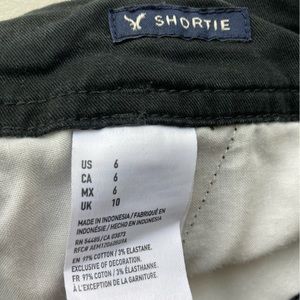 SHORTIE
US 6
CA 6
MX 6
UK 10
MADE IN INDONESIA / FABRIQUÉ EN
INDONÉSIE / HECHO EN INDONESIA
RN 54485/CA 03873
EN 97% COTTON / 3% ELASTANE.
EXCLUSIVE OF DECORATION.
FR 97% COTON / 3% ÉLASTHANNE.
À L'EXCEPTION DE LA GARNITURE.